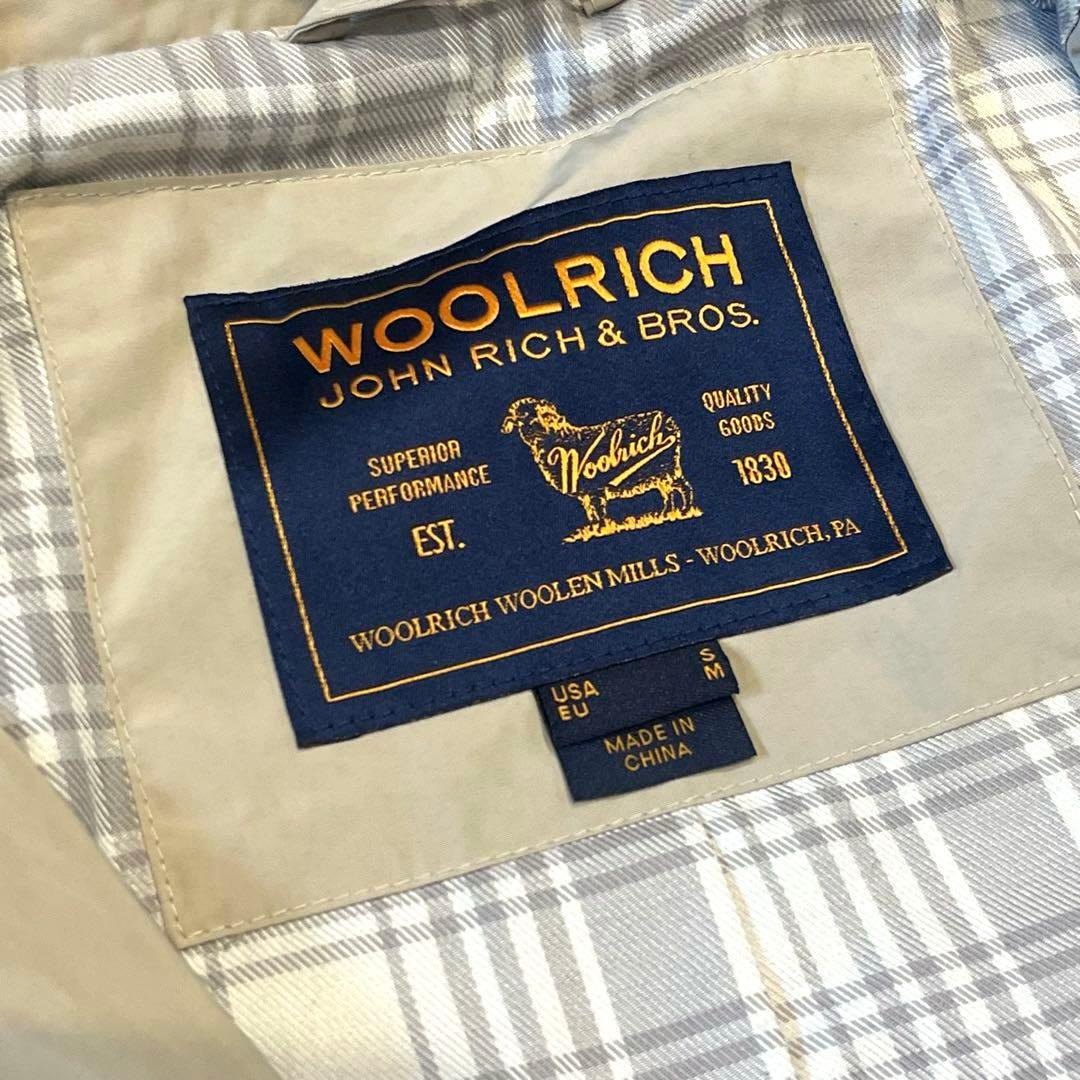 WOOLRICH
JOHN RICH & BROS.
SUPERIOR
PERFORMANCE
EST.
Woolrich
QUALITY
GOODS
1830
WOOLRICH WOOLEN MILLS - WOOLRICH, PA
USA S
EU M
MADE IN
CHINA